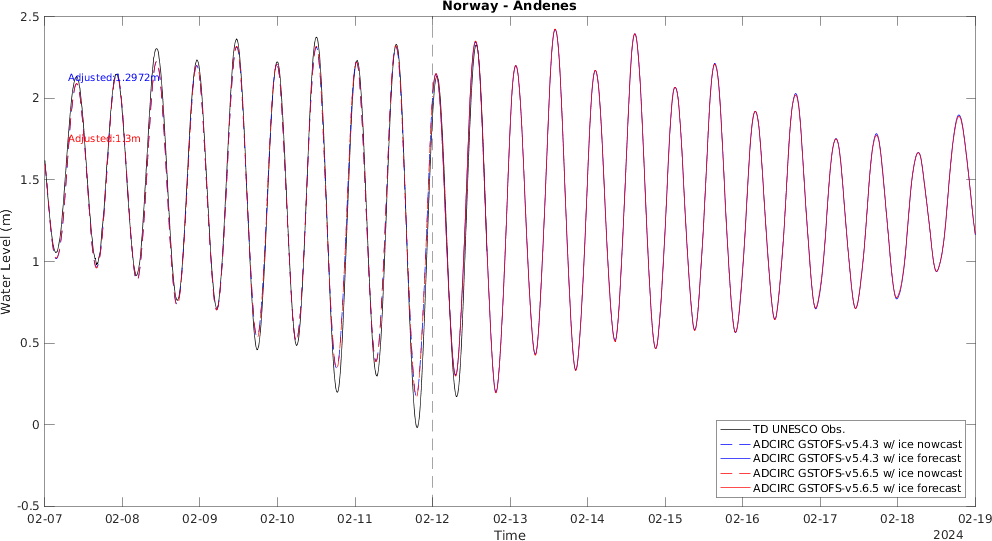 Norway - Andenes
2.5
2
1.5
1
0.5
0
-0.5
Water Level (m)
Adjusted:1.2972m
Adjusted:1.3m
TD UNESCO Obs.
ADCIRC GSTOFS-v5.4.3 w/ ice nowcast
ADCIRC GSTOFS-v5.4.3 w/ ice forecast
ADCIRC GSTOFS-v5.6.5 w/ ice nowcast
ADCIRC GSTOFS-v5.6.5 w/ ice forecast
02-07 02-08 02-09 02-10 02-11 02-12 02-13 02-14 02-15 02-16 02-17 02-18 02-19
Time
2024